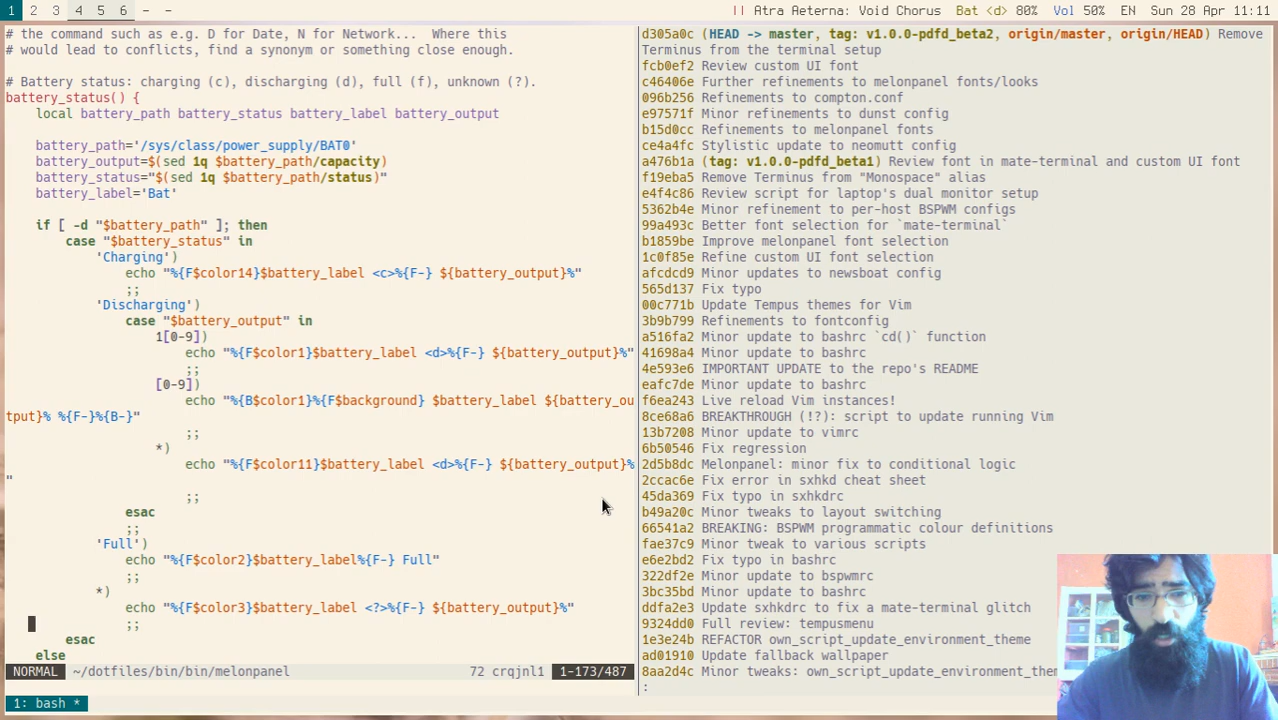 1 2 3 4 5 6 - -
|| Atra Aeterna: Void Chorus Bat <d> 80% Vol 50% EN Sun 28 Apr 11:11
# the command such as e.g. D for Date, N for Network... Where this
# would lead to conflicts, find a synonym or something close enough.
# Battery status: charging (c), discharging (d), full (f), unknown (?).
battery_status() {
local battery_path battery_status battery_label battery_output
battery_path='/sys/class/power_supply/BAT0'
battery_output=$(sed 1q $battery_path/capacity)
battery_status="$(sed 1q $battery_path/status)"
battery_label='Bat'
if [ -d "$battery_path" ]; then
case "$battery_status" in
'Charging')
echo "%{F$color14}$battery_label <c>%{F-} ${battery_output}%"
;;
'Discharging')
case "$battery_output" in
1[0-9])
echo "%{F$color1}$battery_label <d>%{F-} ${battery_output}%"
;;
[0-9])
echo "%{B$color1}%{F$background} $battery_label ${battery_ou
tput}% %{F-}%{B-}"
;;
*)
echo "%{F$color11}$battery_label <d>%{F-} ${battery_output}%
"
;;
esac
;;
'Full')
echo "%{F$color2}$battery_label%{F-} Full"
;;
*)
echo "%{F$color3}$battery_label <?>%{F-} ${battery_output}%"
;;
esac
else
NORMAL ~/dotfiles/bin/bin/melonpanel 72 crqjnl1 1-173/487
d305a0c (HEAD -> master, tag: v1.0.0-pdfd_beta2, origin/master, origin/HEAD) Remove
Terminus from the terminal setup
fcb0ef2 Review custom UI font
c46406e Further refinements to melonpanel fonts/looks
096b256 Refinements to compton.conf
e97571f Minor refinements to dunst config
b15d0cc Refinements to melonpanel fonts
ce4a4fc Stylistic update to neomutt config
a476b1a (tag: v1.0.0-pdfd_beta1) Review font in mate-terminal and custom UI font
f19eba5 Remove Terminus from "Monospace" alias
e4f4c86 Review script for laptop's dual monitor setup
5362b4e Minor refinement to per-host BSPWM configs
99a493c Better font selection for `mate-terminal`
b1859be Improve melonpanel font selection
1c0f85e Refine custom UI font selection
afcdcd9 Minor updates to newsboat config
565d137 Fix typo
00c771b Update Tempus themes for Vim
3b9b799 Refinements to fontconfig
a516fa2 Minor update to bashrc `cd()` function
41698a4 Minor update to bashrc
4e593e6 IMPORTANT UPDATE to the repo's README
eafc7de Minor update to bashrc
f6ea243 Live reload Vim instances!
8ce68a6 BREAKTHROUGH (!?): script to update running Vim
13b7208 Minor update to vimrc
6b50546 Fix regression
2d5b8dc Melonpanel: minor fix to conditional logic
2ccac6e Fix error in sxhkd cheat sheet
45da369 Fix typo in sxhkdrc
b49a20c Minor tweaks to layout switching
66541a2 BREAKING: BSPWM programmatic colour definitions
fae37c9 Minor tweak to various scripts
e6e2bd2 Fix typo in bashrc
322df2e Minor update to bspwmrc
3bc35bd Minor update to bashrc
ddfa2e3 Update sxhkdrc to fix a mate-terminal glitch
9324dd0 Full review: tempusmenu
1e3e24b REFACTOR own_script_update_environment_theme
ad01910 Update fallback wallpaper
8aa2d4c Minor tweaks: own_script_update_environment_them
:
1: bash *